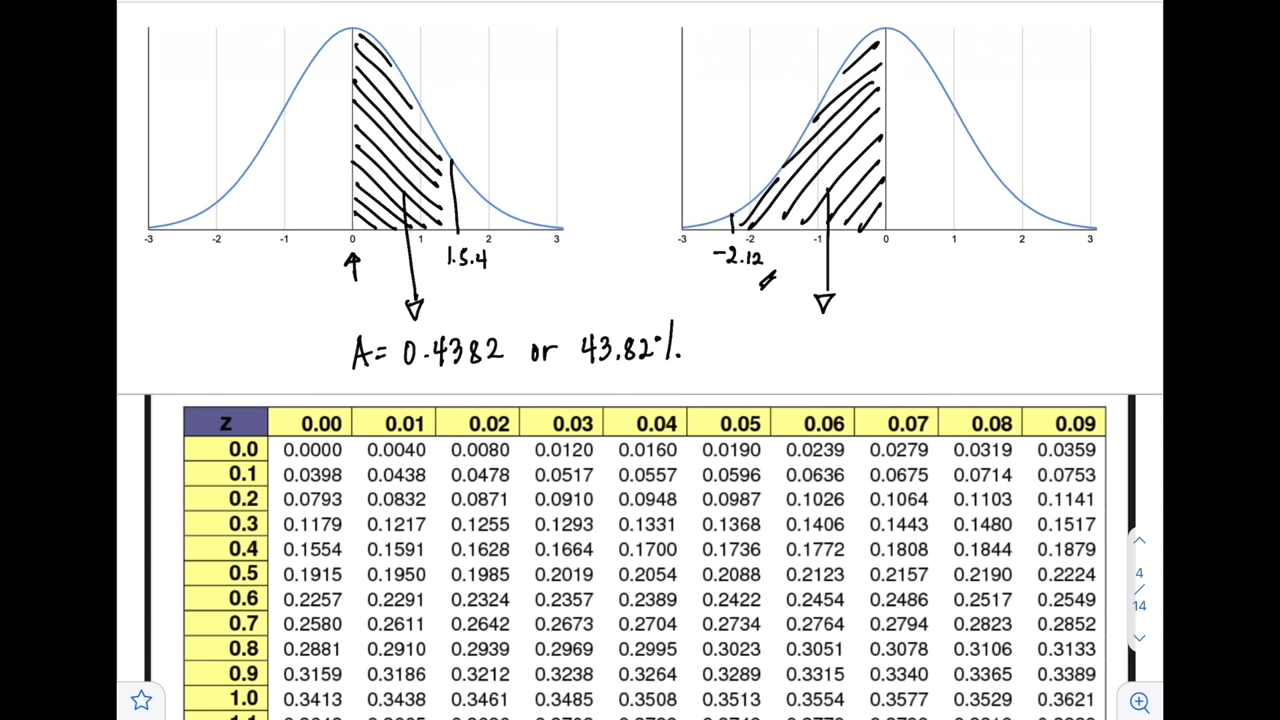 -3 -2 -1 0 1 2 3 -3 -2 -1 0 1 2 3
1.5.4 -2.12
A= 0.4382 or 43.82%.
z 0.00 0.01 0.02 0.03 0.04 0.05 0.06 0.07 0.08 0.09
0.0 0.0000 0.0040 0.0080 0.0120 0.0160 0.0190 0.0239 0.0279 0.0319 0.0359
0.1 0.0398 0.0438 0.0478 0.0517 0.0557 0.0596 0.0636 0.0675 0.0714 0.0753
0.2 0.0793 0.0832 0.0871 0.0910 0.0948 0.0987 0.1026 0.1064 0.1103 0.1141
0.3 0.1179 0.1217 0.1255 0.1293 0.1331 0.1368 0.1406 0.1443 0.1480 0.1517
0.4 0.1554 0.1591 0.1628 0.1664 0.1700 0.1736 0.1772 0.1808 0.1844 0.1879
0.5 0.1915 0.1950 0.1985 0.2019 0.2054 0.2088 0.2123 0.2157 0.2190 0.2224
0.6 0.2257 0.2291 0.2324 0.2357 0.2389 0.2422 0.2454 0.2486 0.2517 0.2549
0.7 0.2580 0.2611 0.2642 0.2673 0.2704 0.2734 0.2764 0.2794 0.2823 0.2852
0.8 0.2881 0.2910 0.2939 0.2969 0.2995 0.3023 0.3051 0.3078 0.3106 0.3133
0.9 0.3159 0.3186 0.3212 0.3238 0.3264 0.3289 0.3315 0.3340 0.3365 0.3389
1.0 0.3413 0.3438 0.3461 0.3485 0.3508 0.3513 0.3554 0.3577 0.3529 0.3621
4
/
14